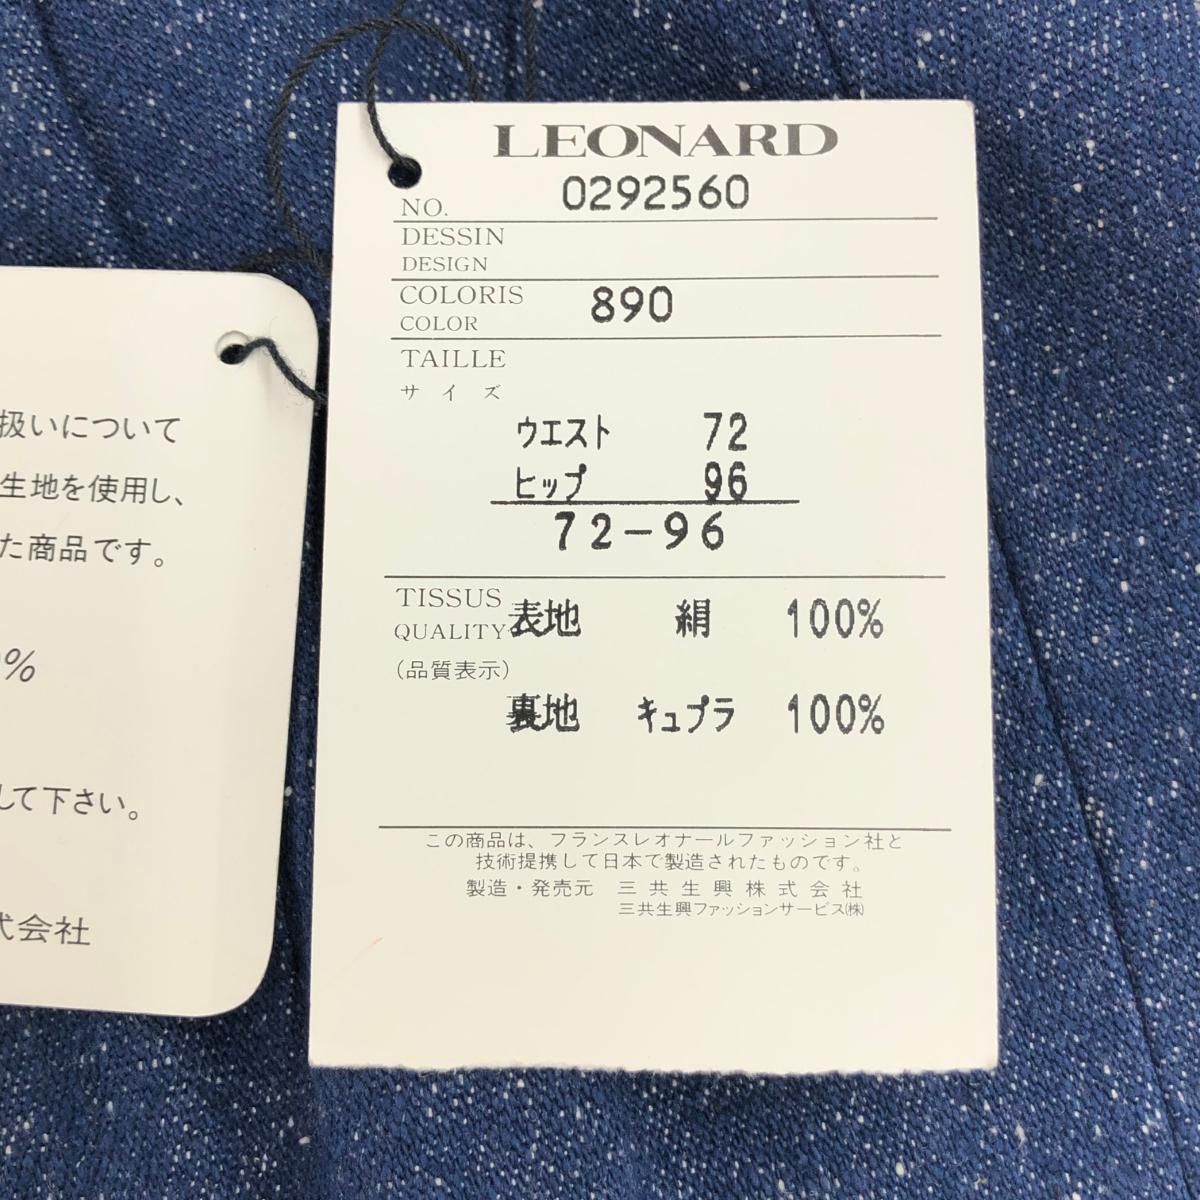 LEONARD
NO. 0292560
DESSIN
DESIGN
COLORIS 890
COLOR
TAILLE
サイズ
ウエスト 72
ヒップ 96
72-96
TISSUS 表地 絹 100%
QUALITY
(品質表示)
裏地 キュプラ 100%
この商品は、フランスレオナールファッション社と
技術提携して日本で製造されたものです。
製造・発売元 三共生興株式会社
三共生興ファッションサービス㈱
扱いについて
生地を使用し、
た商品です。
%
して下さい。
式会社